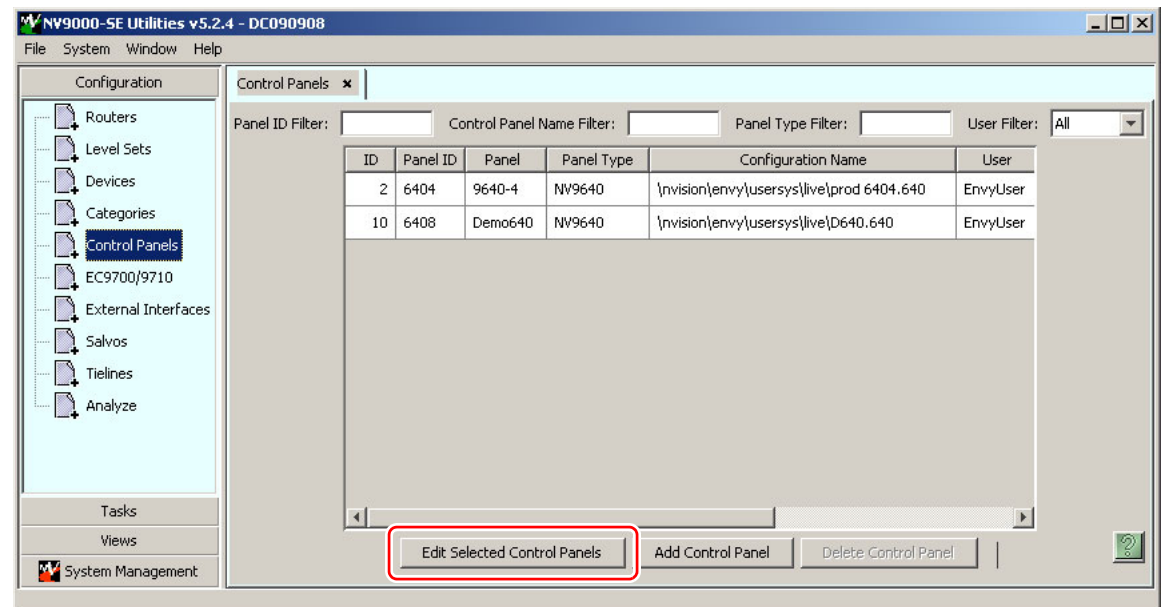 NV9000-SE Utilities v5.2.4 - DC090908
File System Window Help
Configuration
Routers
Level Sets
Devices
Categories
Control Panels
EC9700/9710
External Interfaces
Salvos
Tielines
Analyze
Tasks
Views
System Management
Control Panels
Panel ID Filter: Control Panel Name Filter: Panel Type Filter: User Filter: All
ID Panel ID Panel Panel Type Configuration Name User
2 6404 9640-4 NV9640 \nvision\envy\usersys\live\prod 6404.640 EnvyUser
10 6408 Demo640 NV9640 \nvision\envy\usersys\live\D640.640 EnvyUser
Edit Selected Control Panels Add Control Panel Delete Control Panel
?